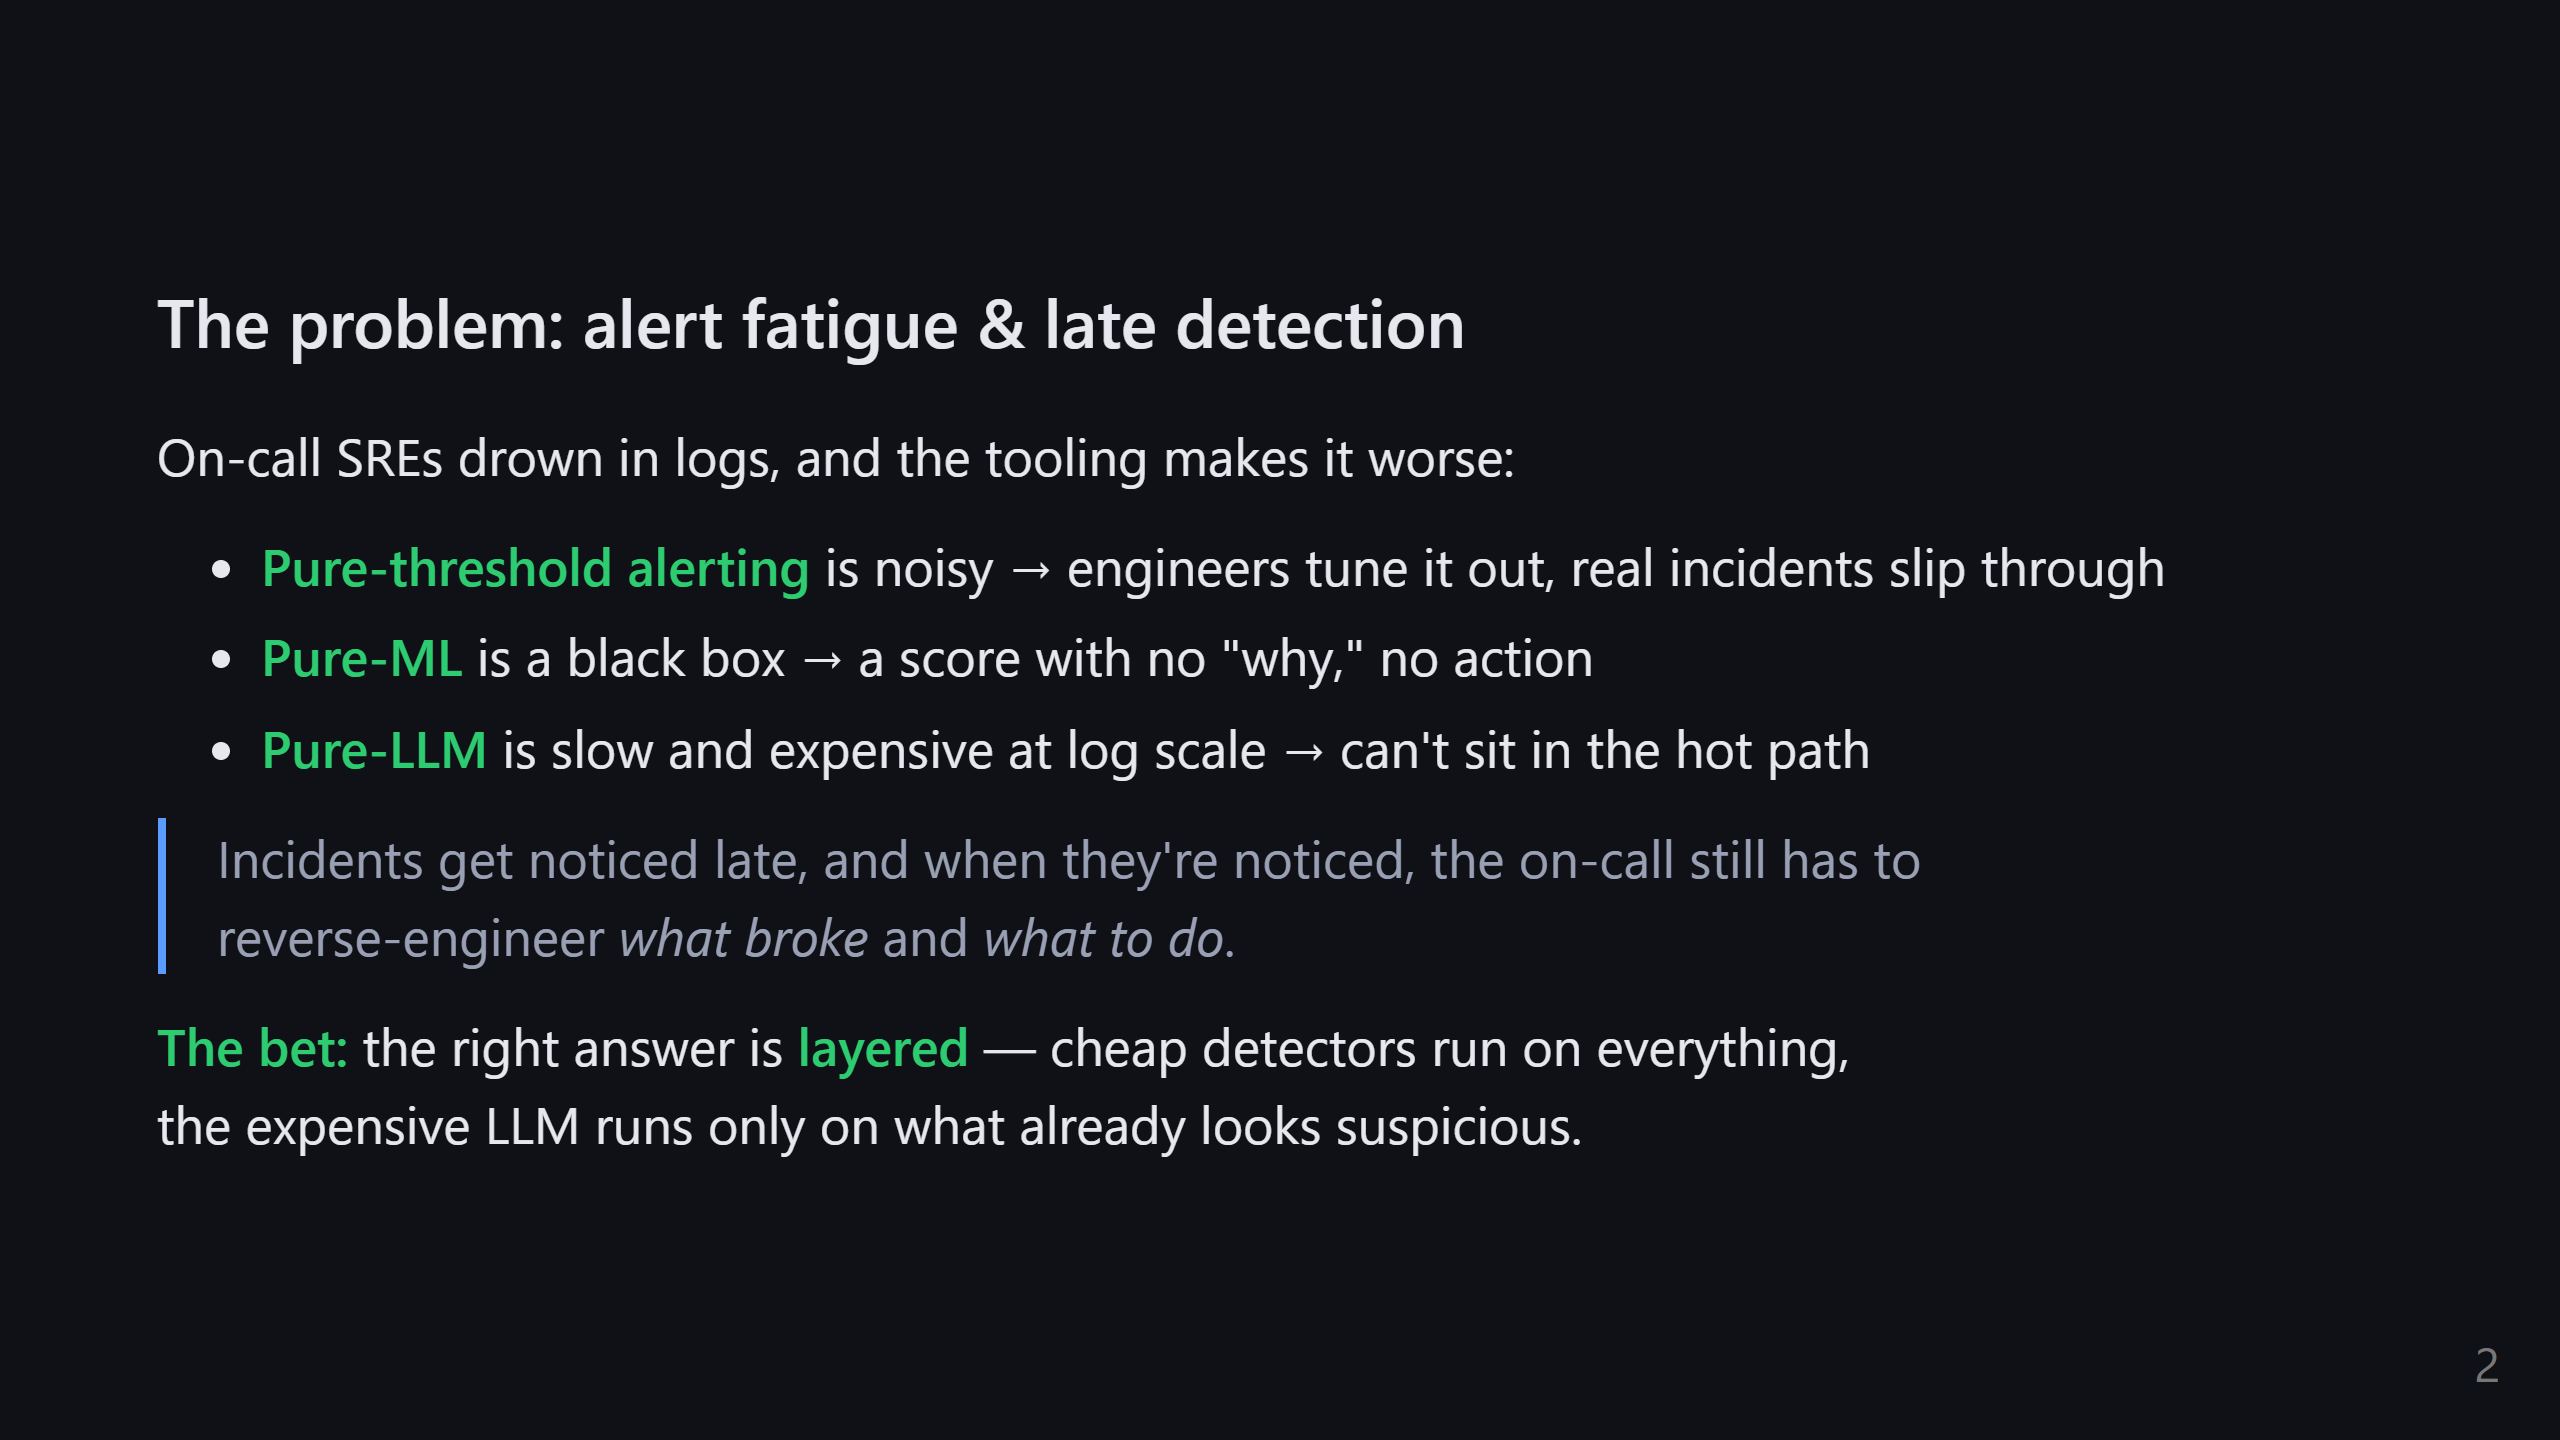 The problem: alert fatigue & late detection
On-call SREs drown in logs, and the tooling makes it worse:
• Pure-threshold alerting is noisy → engineers tune it out, real incidents slip through
• Pure-ML is a black box → a score with no "why," no action
• Pure-LLM is slow and expensive at log scale → can't sit in the hot path
Incidents get noticed late, and when they're noticed, the on-call still has to
reverse-engineer what broke and what to do.
The bet: the right answer is layered — cheap detectors run on everything,
the expensive LLM runs only on what already looks suspicious.
2